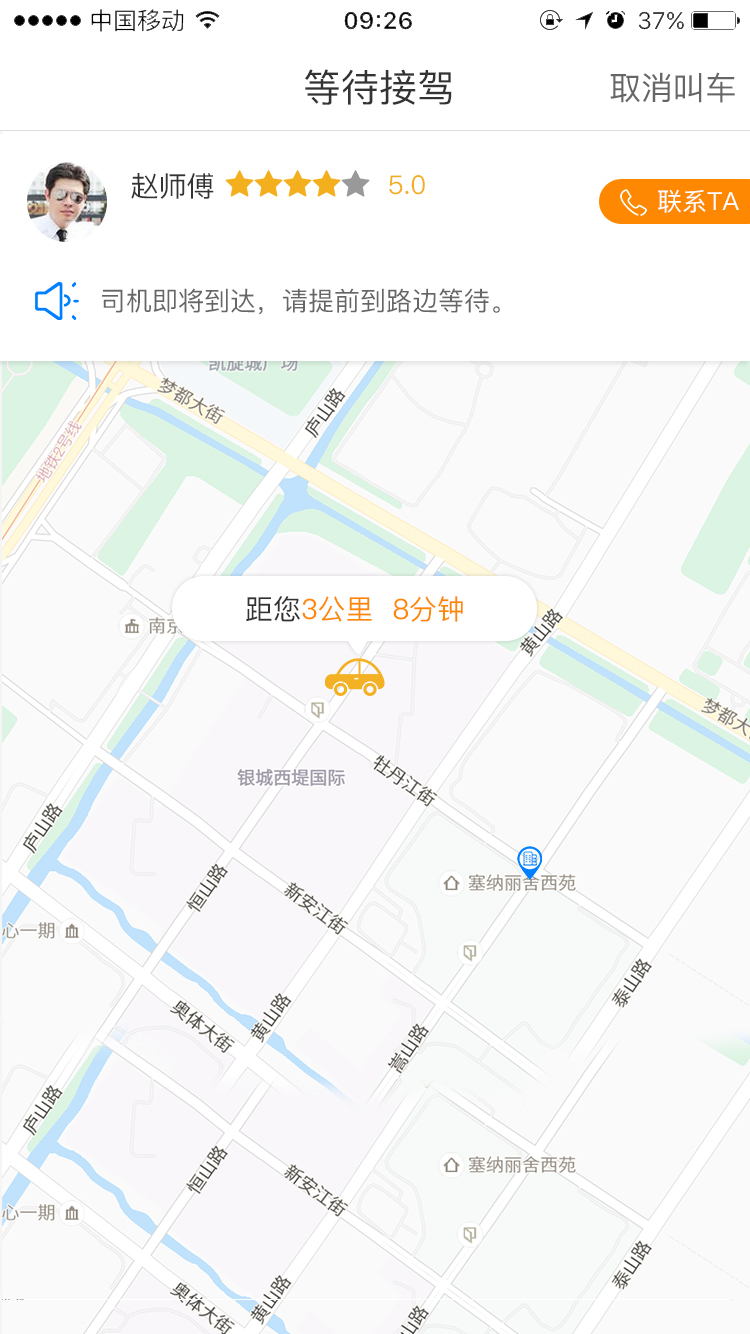 中国移动
09:26
37%
等待接驾
取消叫车
赵师傅
5.0
联系TA
司机即将到达，请提前到路边等待。
凯旋城广场
梦都大街
庐山路
地铁2号线
距您3公里 8分钟
南京
黄山路
梦都大
牡丹江街
银城西堤国际
庐山路
塞纳丽舍西苑
恒山路
新安江街
心一期
泰山路
奥体大街
黄山路
嵩山路
庐山路
塞纳丽舍西苑
恒山路
新安江街
心一期
泰山路
奥体大街
黄山路
山路